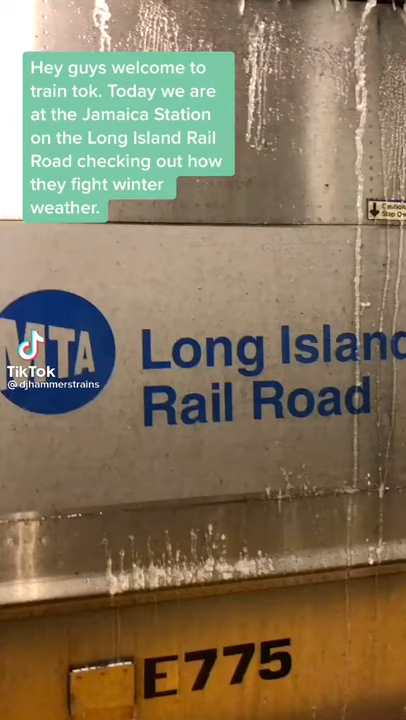 Hey guys welcome to
train tok. Today we are
at the Jamaica Station
on the Long Island Rail
Road checking out how
they fight winter
weather.
MTA
Long Island
Rail Road
TikTok
@djhammerstrains
E775